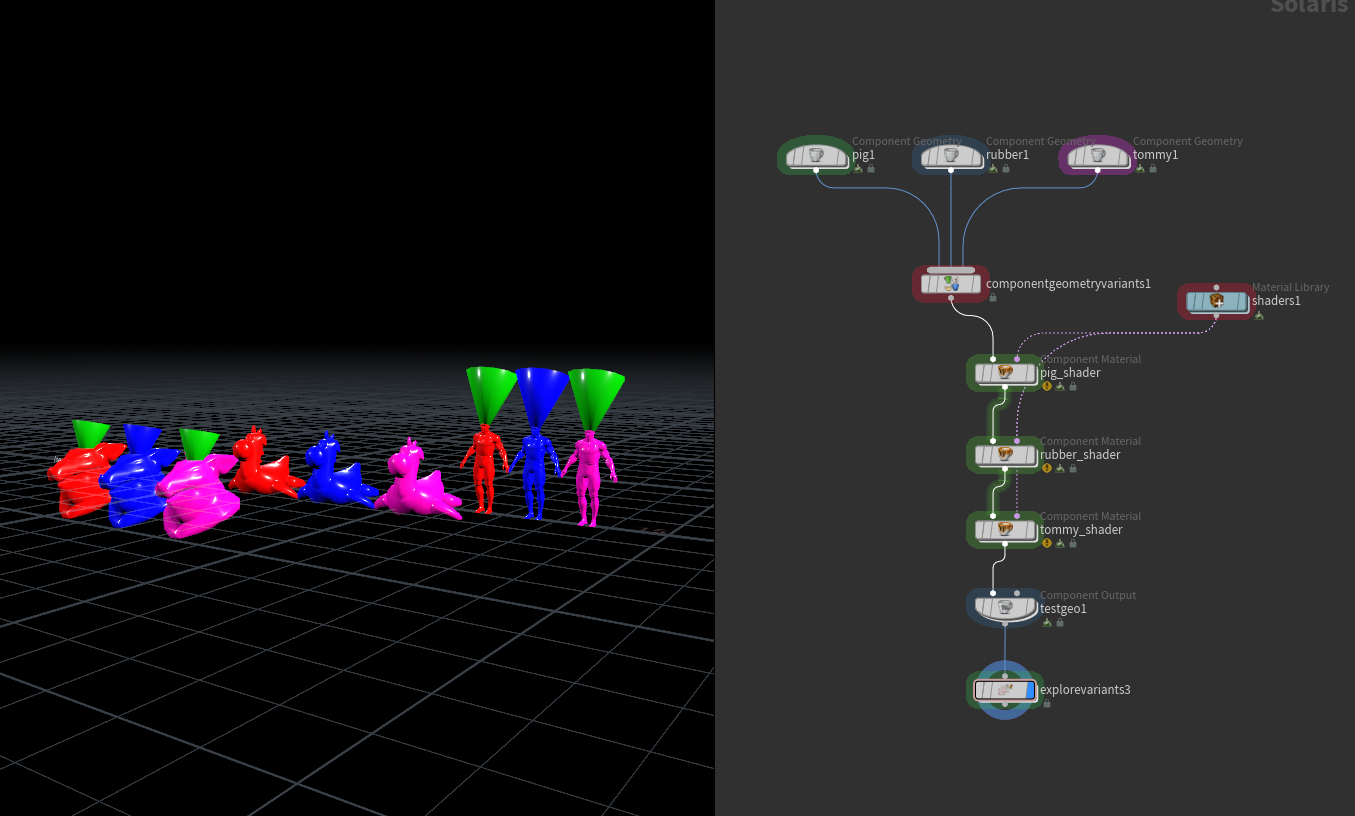 Solaris
Component Geometry
pig1
Component Geometry
rubber1
Component Geometry
tommy1
componentgeometryvariants1
Material Library
shaders1
Component Material
pig_shader
Component Material
rubber_shader
Component Material
tommy_shader
Component Output
testgeo1
explorevariants3